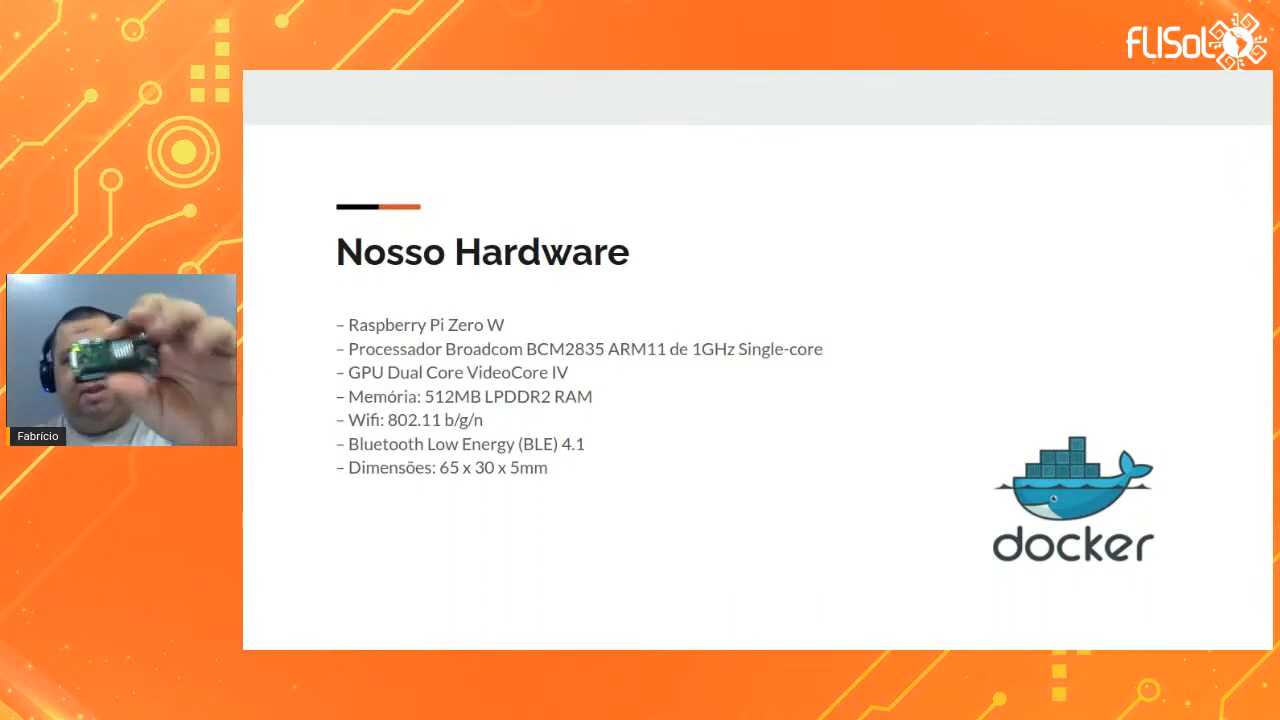 FLISoL
Nosso Hardware
– Raspberry Pi Zero W
– Processador Broadcom BCM2835 ARM11 de 1GHz Single-core
– GPU Dual Core VideoCore IV
– Memória: 512MB LPDDR2 RAM
– Wifi: 802.11 b/g/n
– Bluetooth Low Energy (BLE) 4.1
– Dimensões: 65 x 30 x 5mm
Fabrício
docker